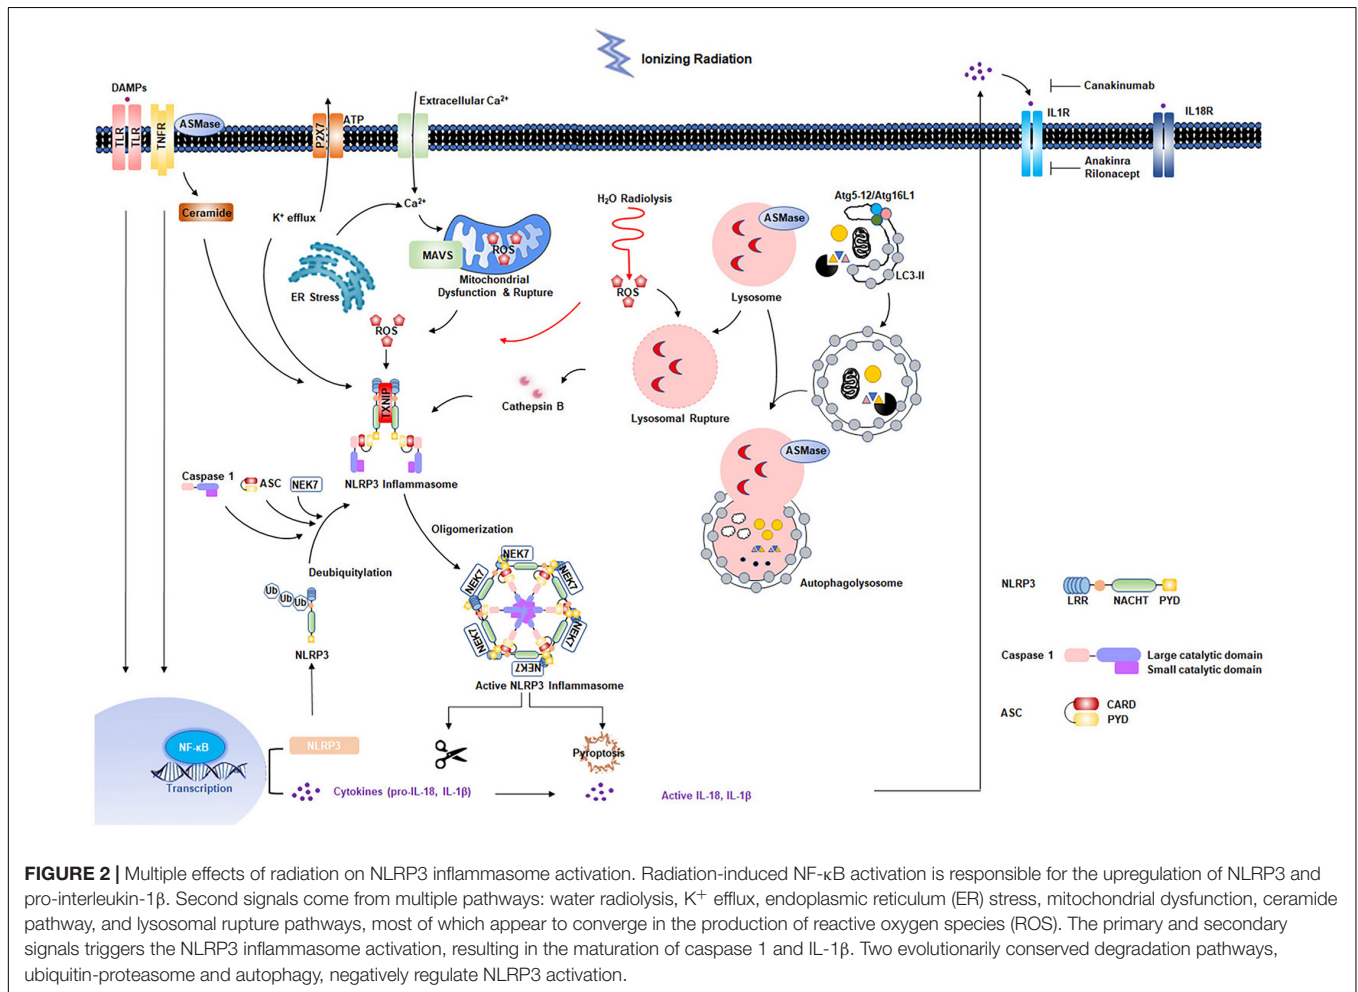 Ionizing Radiation
DAMPs
TLR
TLR
TNFR
ASMase
P2X7
ATP
Extracellular Ca²⁺
Canakinumab
IL1R
IL18R
Anakinra
Rilonacept
Ceramide
K⁺ efflux
Ca²⁺
MAVS
ROS
Mitochondrial
Dysfunction & Rupture
ER Stress
H₂O Radiolysis
ROS
ASMase
Lysosome
Atg5-12/Atg16L1
LC3-II
ROS
TXNIP
Cathepsin B
Lysosomal Rupture
NLRP3 Inflammasome
ASMase
Autophagolysosome
Caspase 1
ASC
NEK7
Oligomerization
Deubiquitylation
Ub
Ub
Ub
NLRP3
NEK7
NEK7
NEK7
NEK7
NEK7
NEK7
Active NLRP3 Inflammasome
NLRP3
LRR
NACHT
PYD
Caspase 1
Large catalytic domain
Small catalytic domain
ASC
CARD
PYD
NF-κB
Transcription
NLRP3
Pyroptosis
Cytokines (pro-IL-18, IL-1β)
Active IL-18, IL-1β
FIGURE 2 | Multiple effects of radiation on NLRP3 inflammasome activation. Radiation-induced NF-κB activation is responsible for the upregulation of NLRP3 and
pro-interleukin-1β. Second signals come from multiple pathways: water radiolysis, K⁺ efflux, endoplasmic reticulum (ER) stress, mitochondrial dysfunction, ceramide
pathway, and lysosomal rupture pathways, most of which appear to converge in the production of reactive oxygen species (ROS). The primary and secondary
signals triggers the NLRP3 inflammasome activation, resulting in the maturation of caspase 1 and IL-1β. Two evolutionarily conserved degradation pathways,
ubiquitin-proteasome and autophagy, negatively regulate NLRP3 activation.